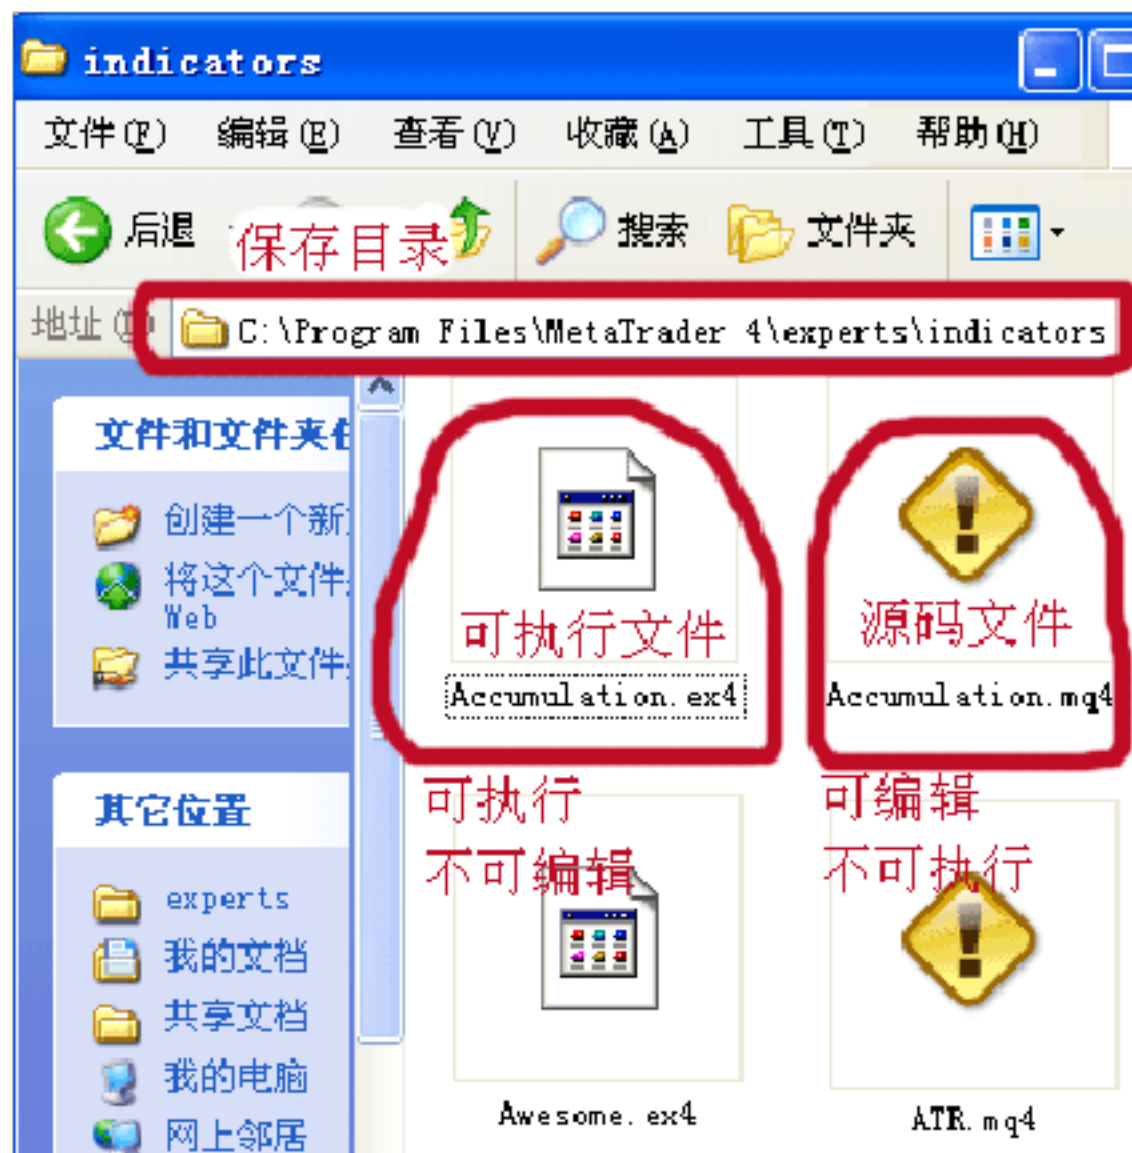 indicators
文件(F) 编辑(E) 查看(V) 收藏(A) 工具(T) 帮助(H)
后退 搜索 文件夹
保存目录
地址
C:\Program Files\MetaTrader 4\experts\indicators
文件和文件夹
创建一个新
将这个文件
Web
共享此文件
可执行文件
源码文件
Accumulation.ex4
Accumulation.mq4
可执行
不可编辑
可编辑
不可执行
其它位置
experts
我的文档
共享文档
我的电脑
网上邻居
Awesome.ex4
ATR.mq4